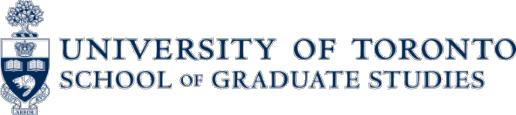 UNIVERSITY OF TORONTO
SCHOOL OF GRADUATE STUDIES